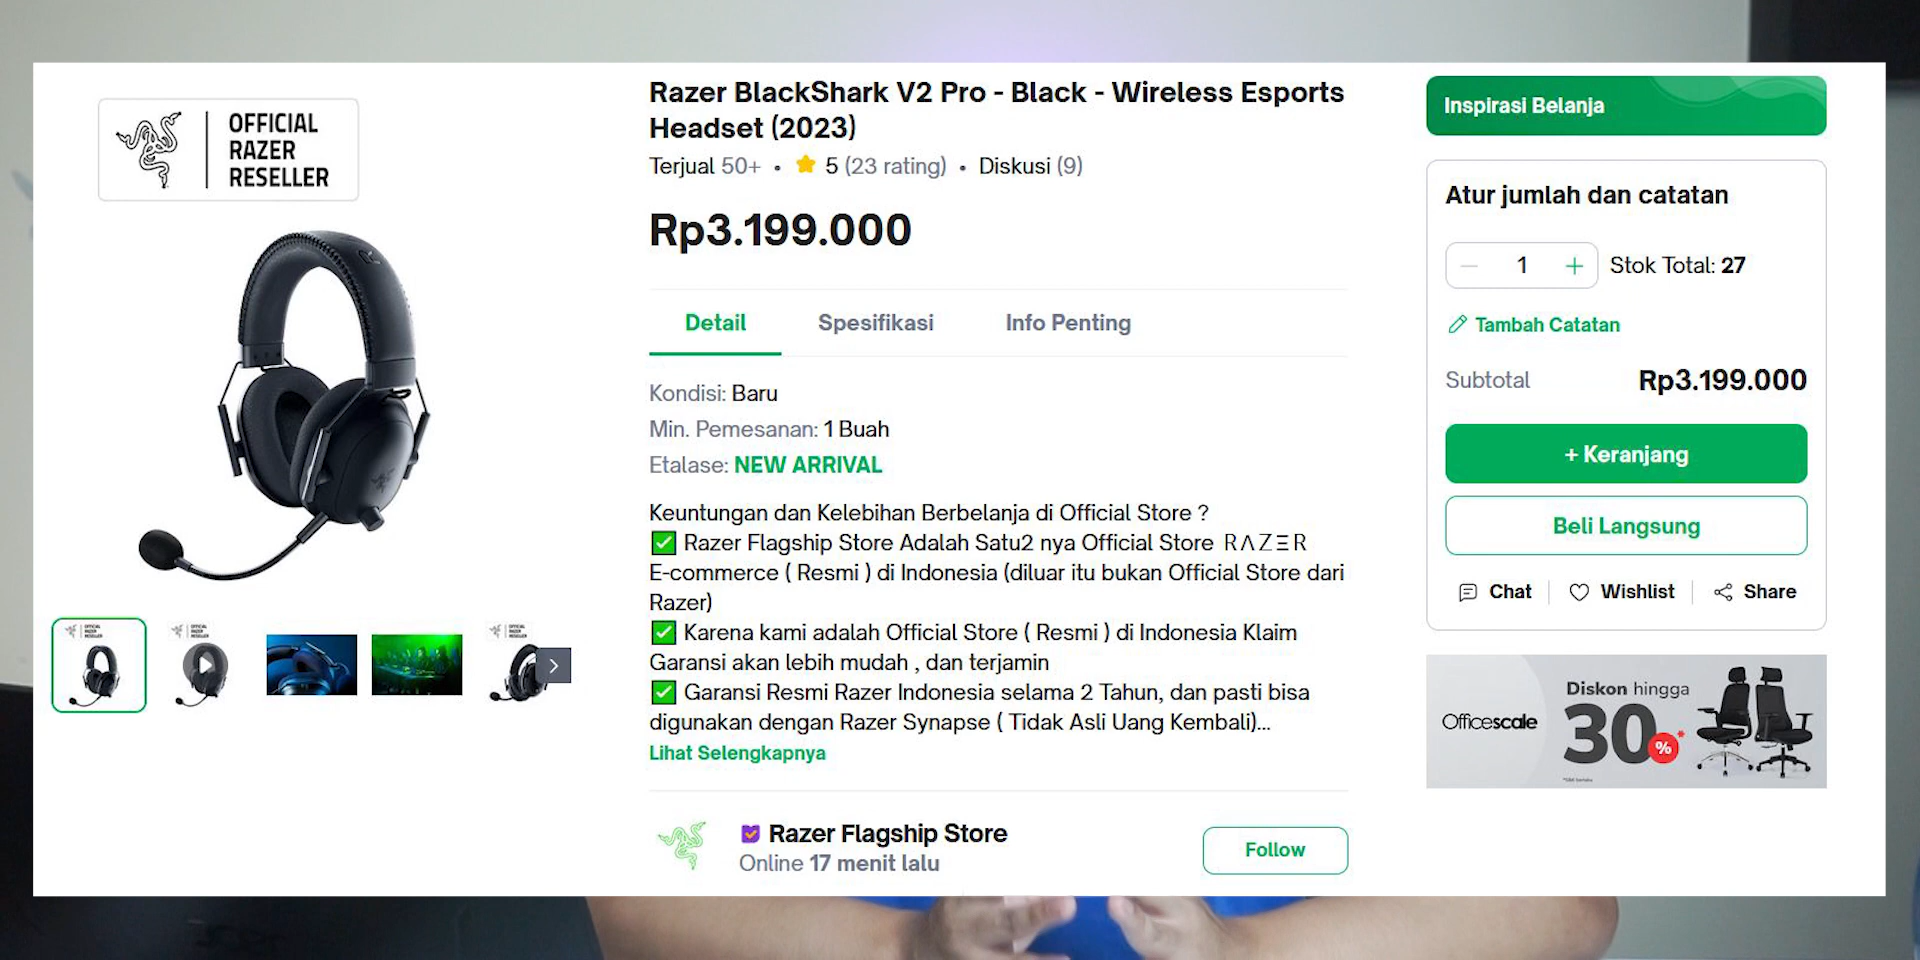 OFFICIAL
RAZER
RESELLER
Razer BlackShark V2 Pro - Black - Wireless Esports
Headset (2023)
Terjual 50+ • 5 (23 rating) • Diskusi (9)
Rp3.199.000
Detail Spesifikasi Info Penting
Kondisi: Baru
Min. Pemesanan: 1 Buah
Etalase: NEW ARRIVAL
Keuntungan dan Kelebihan Berbelanja di Official Store ?
✅ Razer Flagship Store Adalah Satu2 nya Official Store RΛZΞR
E-commerce ( Resmi ) di Indonesia (diluar itu bukan Official Store dari
Razer)
✅ Karena kami adalah Official Store ( Resmi ) di Indonesia Klaim
Garansi akan lebih mudah , dan terjamin
✅ Garansi Resmi Razer Indonesia selama 2 Tahun, dan pasti bisa
digunakan dengan Razer Synapse ( Tidak Asli Uang Kembali)...
Lihat Selengkapnya
Razer Flagship Store
Online 17 menit lalu
Follow
Inspirasi Belanja
Atur jumlah dan catatan
1 Stok Total: 27
Tambah Catatan
Subtotal Rp3.199.000
+ Keranjang
Beli Langsung
Chat Wishlist Share
Officescale
Diskon hingga
30%*